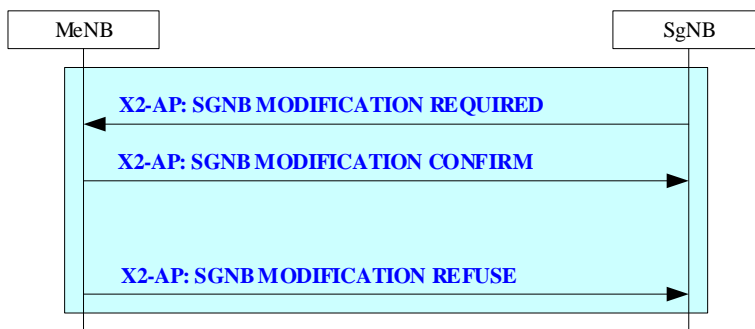 MeNB
SgNB
X2-AP: SGNB MODIFICATION REQUIRED
X2-AP: SGNB MODIFICATION CONFIRM
X2-AP: SGNB MODIFICATION REFUSE